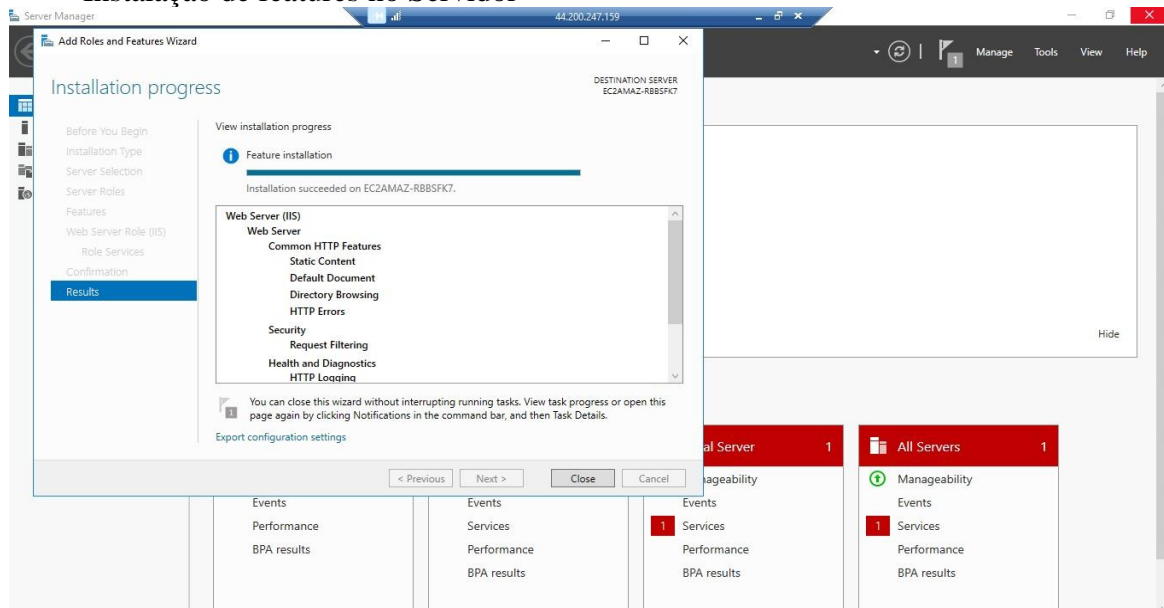 Instalação de features no Servidor
Server Manager
44.200.247.159
Manage Tools View Help
1
Add Roles and Features Wizard
Installation progress
DESTINATION SERVER
EC2AMAZ-RBBSFK7
Before You Begin
Installation Type
Server Selection
Server Roles
Features
Web Server Role (IIS)
Role Services
Confirmation
Results
View installation progress
Feature installation
Installation succeeded on EC2AMAZ-RBBSFK7.
Web Server (IIS)
Web Server
Common HTTP Features
Static Content
Default Document
Directory Browsing
HTTP Errors
Security
Request Filtering
Health and Diagnostics
HTTP Logging
1
You can close this wizard without interrupting running tasks. View task progress or open this
page again by clicking Notifications in the command bar, and then Task Details.
Export configuration settings
< Previous Next > Close Cancel
Hide
Events
Performance
BPA results
Events
Services
Performance
BPA results
al Server 1
nageability
Events
1 Services
Performance
BPA results
All Servers 1
Manageability
Events
1 Services
Performance
BPA results